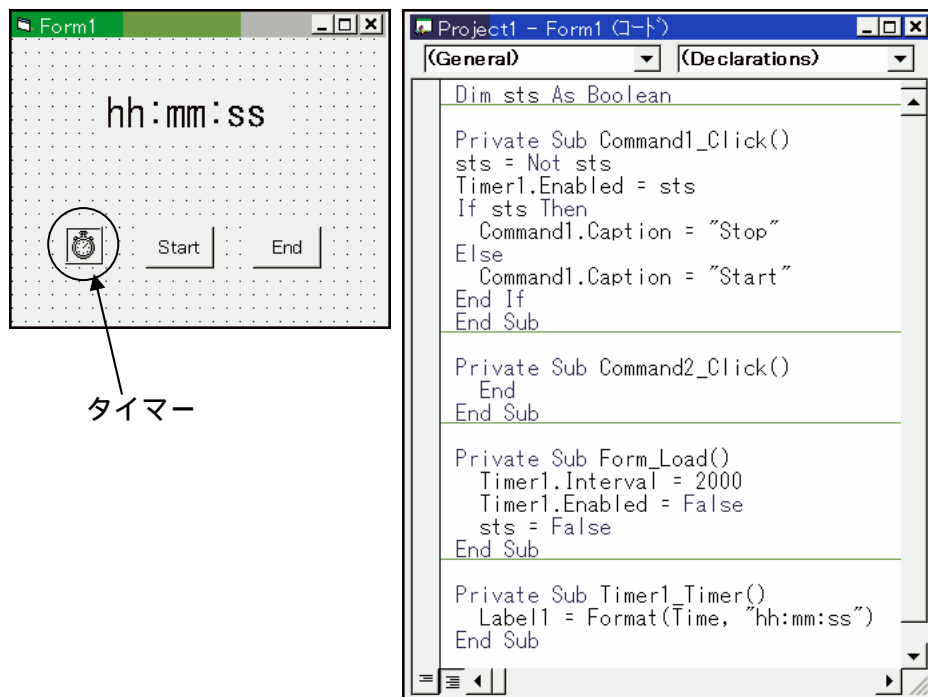 Form1
hh:mm:ss
Start
End
タイマー
Project1 - Form1 (コード)
(General)
(Declarations)
Dim sts As Boolean
Private Sub Command1_Click()
sts = Not sts
Timer1.Enabled = sts
If sts Then
Command1.Caption = "Stop"
Else
Command1.Caption = "Start"
End If
End Sub
Private Sub Command2_Click()
End
End Sub
Private Sub Form_Load()
Timer1.Interval = 2000
Timer1.Enabled = False
sts = False
End Sub
Private Sub Timer1_Timer()
Label1 = Format(Time, "hh:mm:ss")
End Sub